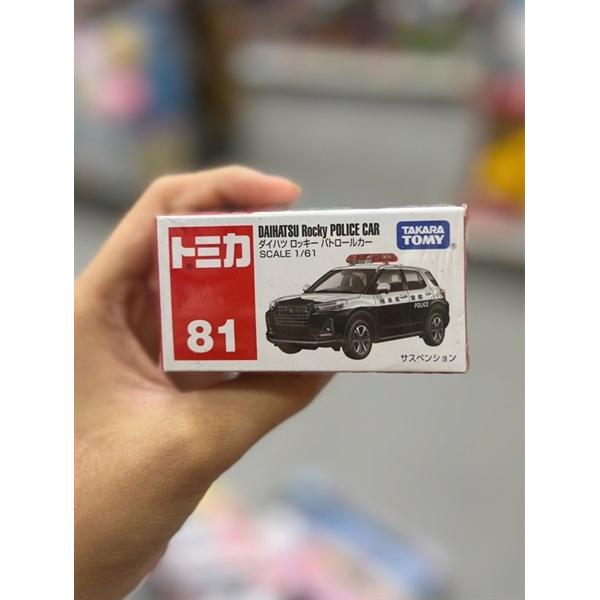 トミカ
81
DAIHATSU Rocky POLICE CAR
ダイハツ ロッキー パトロールカー
SCALE 1/61
TAKARA
TOMY
POLICE
サスペンション